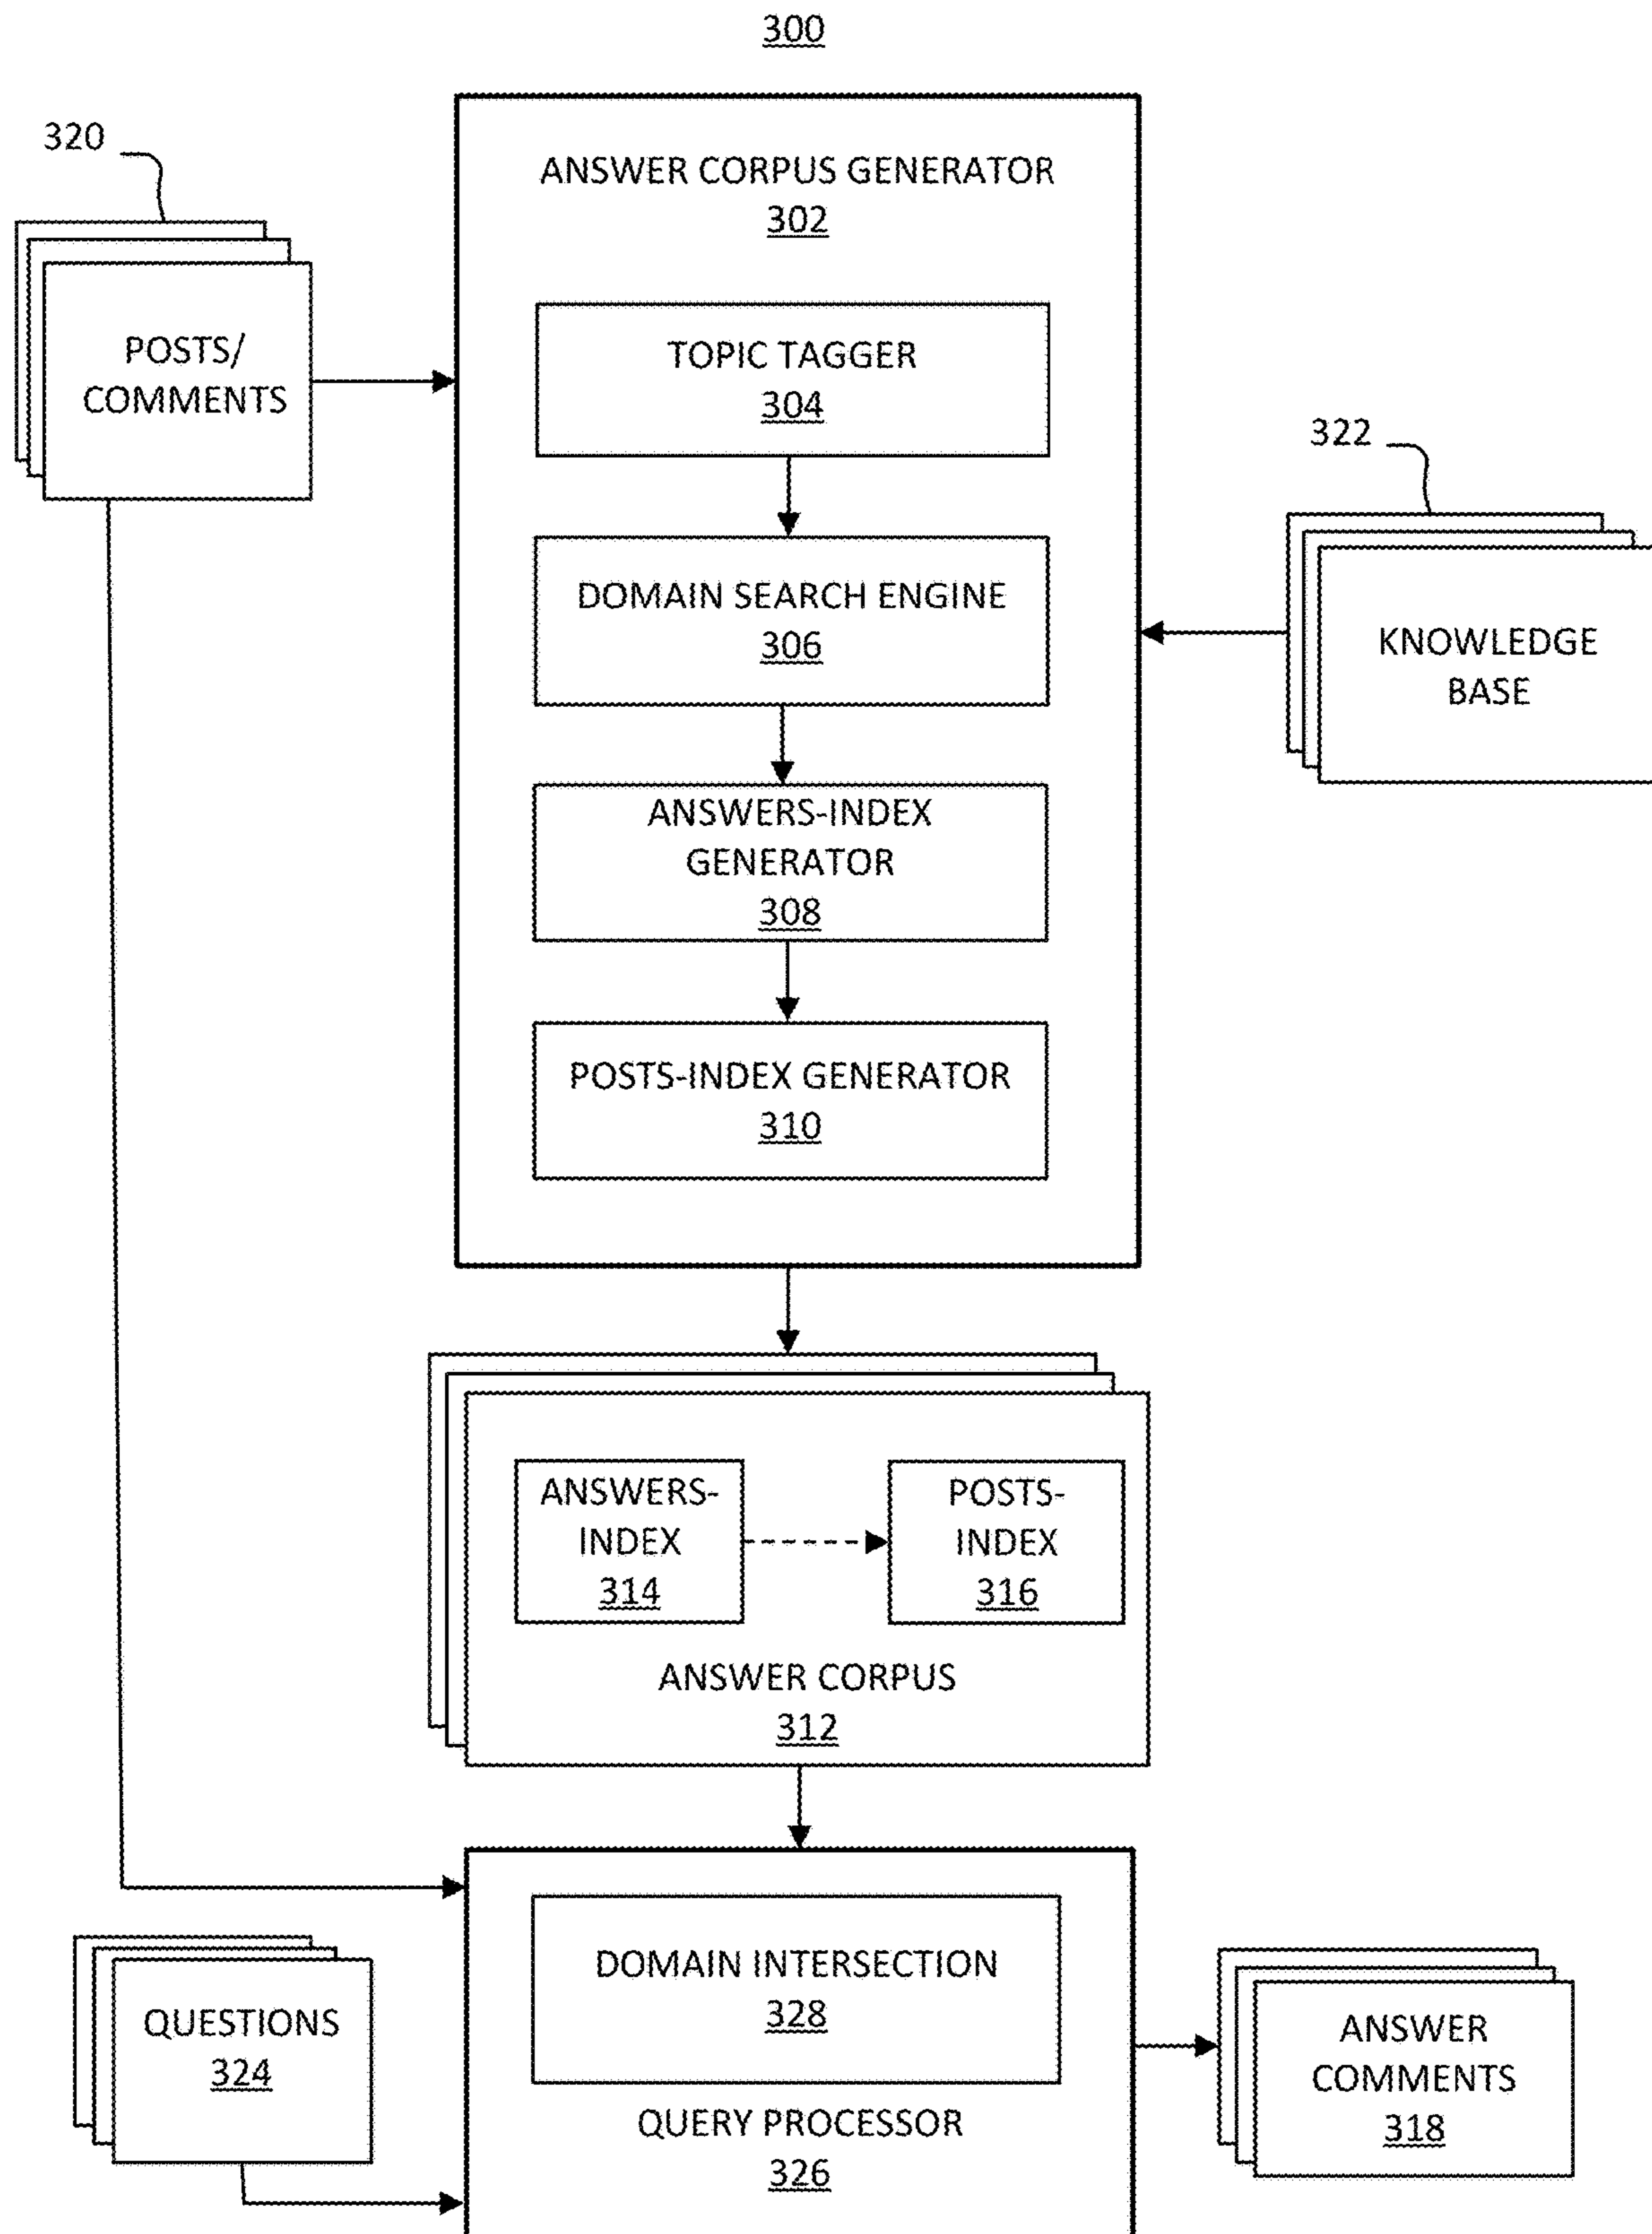 300
320
ANSWER CORPUS GENERATOR
302
POSTS/
COMMENTS
TOPIC TAGGER
304
322
DOMAIN SEARCH ENGINE
306
KNOWLEDGE
BASE
ANSWERS-INDEX
GENERATOR
308
POSTS-INDEX GENERATOR
310
ANSWERS-
INDEX
314
POSTS-
INDEX
316
ANSWER CORPUS
312
DOMAIN INTERSECTION
328
QUESTIONS
324
ANSWER
COMMENTS
318
QUERY PROCESSOR
326